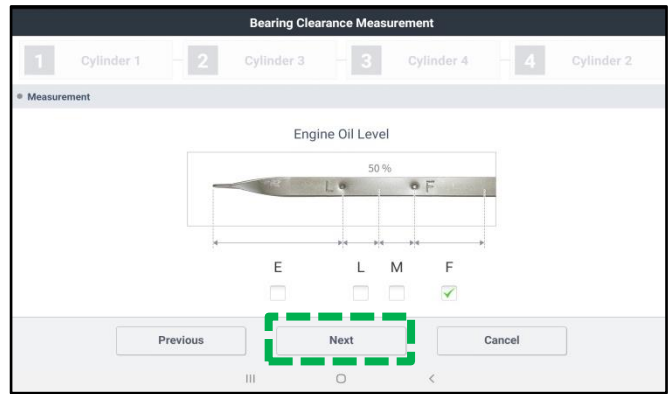 Bearing Clearance Measurement
1 Cylinder 1 2 Cylinder 3 3 Cylinder 4 4 Cylinder 2
Measurement
Engine Oil Level
50 %
L F
E L M F
Previous Next Cancel